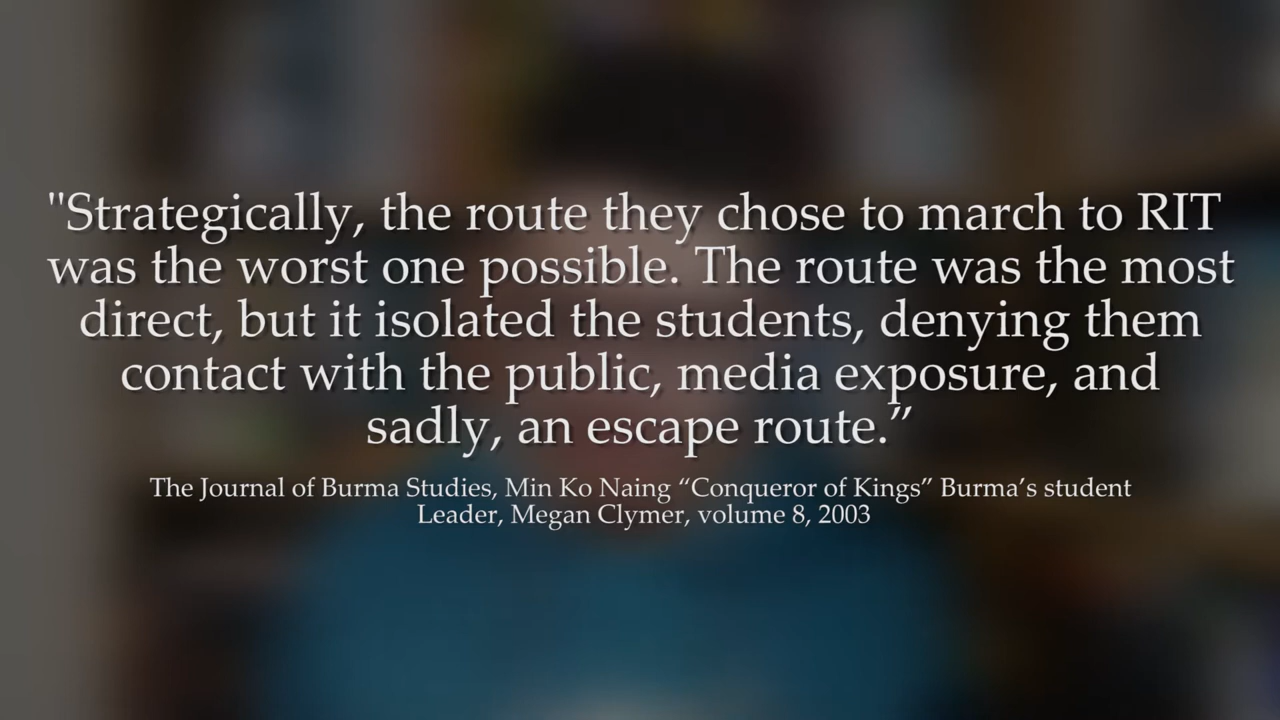 "Strategically, the route they chose to march to RIT
was the worst one possible. The route was the most
direct, but it isolated the students, denying them
contact with the public, media exposure, and
sadly, an escape route.”
The Journal of Burma Studies, Min Ko Naing “Conqueror of Kings” Burma’s student
Leader, Megan Clymer, volume 8, 2003